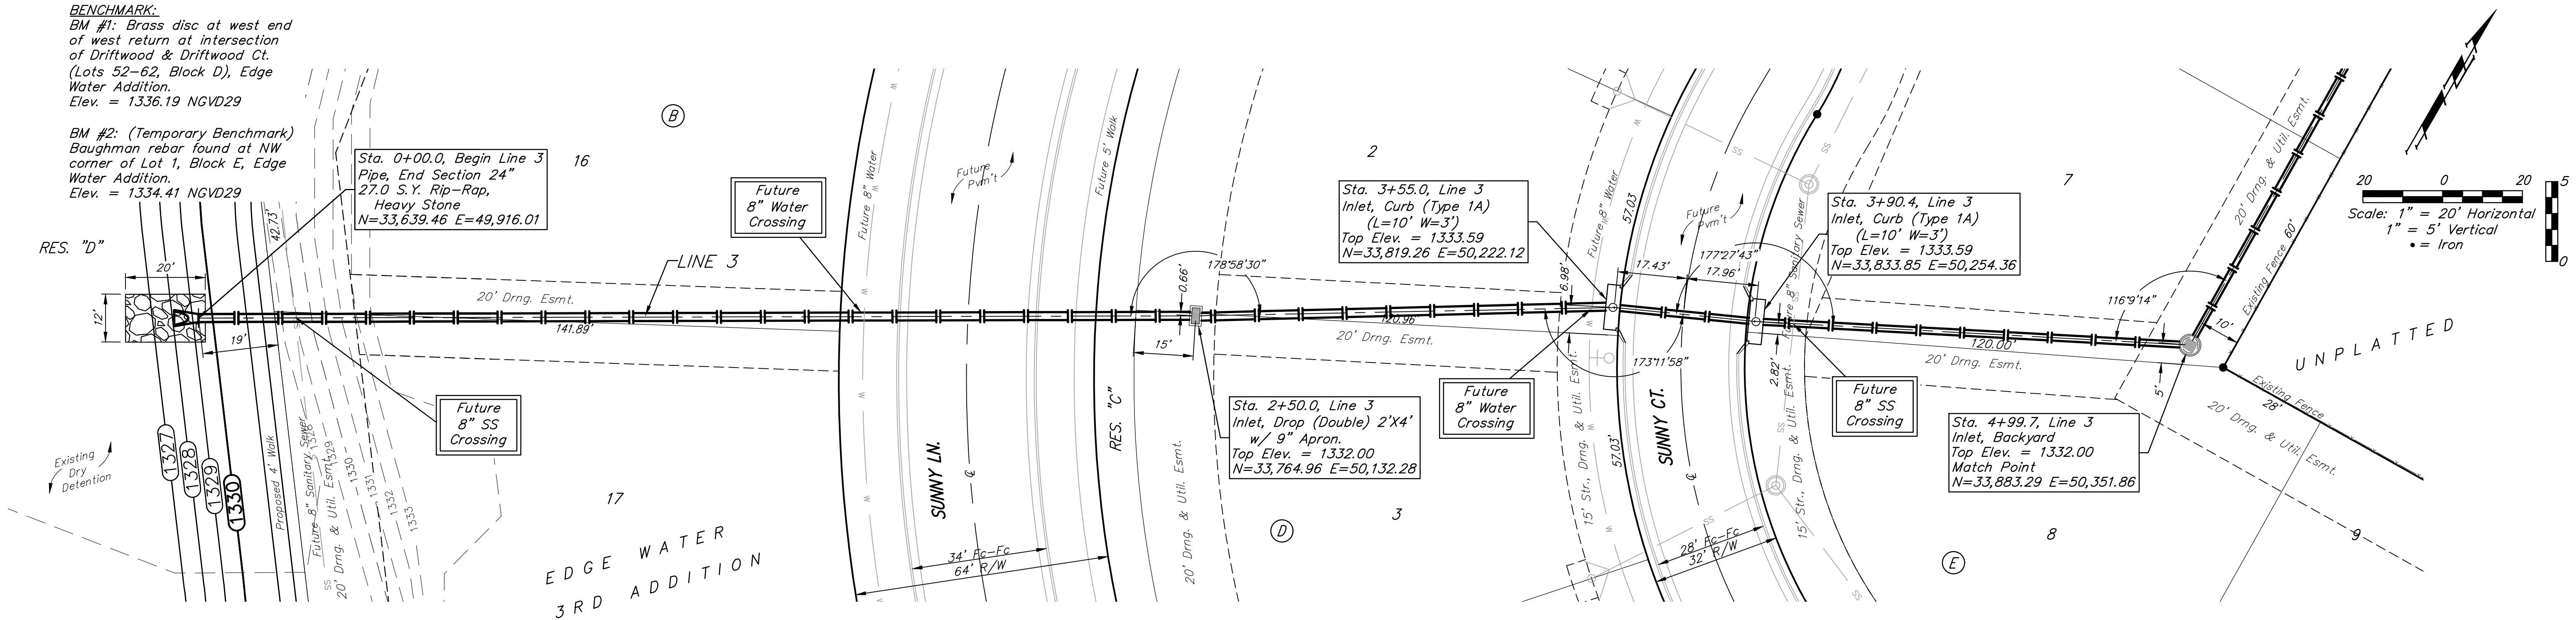 BENCHMARK:
BM #1: Brass disc at west end
of west return at intersection
of Driftwood & Driftwood Ct.
(Lots 52-62, Block D), Edge
Water Addition.
Elev. = 1336.19 NGVD29
BM #2: (Temporary Benchmark)
Baughman rebar found at NW
corner of Lot 1, Block E, Edge
Water Addition.
Elev. = 1334.41 NGVD29
RES. "D"
20'
12'
19'
42.73'
Existing
Dry
Detention
1327
1328
1329
1330
Proposed 4' Walk
Future 8" Sanitary Sewer
20' Drng. & Util. Esmt.
SS
1328
1329
1330
1331
1332
1333
Sta. 0+00.0, Begin Line 3
Pipe, End Section 24"
27.0 S.Y. Rip-Rap,
Heavy Stone
N=33,639.46 E=49,916.01
16
B
Future
8" SS
Crossing
20' Drng. Esmt.
141.89'
LINE 3
17
EDGE WATER
3RD ADDITION
Future
8" Water
Crossing
Future 8" Water
W
W
W
W
W
SUNNY LN.
℄
Future
Pvm't
34' Fc-Fc
64' R/W
Future 5' Walk
RES. "C"
15'
0.66'
178°58'30"
20' Drng. & Util. Esmt.
Sta. 2+50.0, Line 3
Inlet, Drop (Double) 2'X4'
w/ 9" Apron.
Top Elev. = 1332.00
N=33,764.96 E=50,132.28
D
2
3
Sta. 3+55.0, Line 3
Inlet, Curb (Type 1A)
(L=10' W=3')
Top Elev. = 1333.59
N=33,819.26 E=50,222.12
120.96'
20' Drng. Esmt.
Future
8" Water
Crossing
6.98'
Future 8" Water
W
W
W
W
15' Str., Drng. & Util. Esmt.
57.03
57.03'
17.43'
17.96'
177°27'43"
173°11'58"
SUNNY CT.
℄
Future
Pvm't
28' Fc-Fc
32' R/W
SS
SS
SS
SS
SS
Future 8" Sanitary Sewer
2.82'
15' Str., Drng. & Util. Esmt.
Sta. 3+90.4, Line 3
Inlet, Curb (Type 1A)
(L=10' W=3')
Top Elev. = 1333.59
N=33,833.85 E=50,254.36
Future
8" SS
Crossing
7
8
E
9
120.00'
20' Drng. Esmt.
116°9'14"
Sta. 4+99.7, Line 3
Inlet, Backyard
Top Elev. = 1332.00
Match Point
N=33,883.29 E=50,351.86
20' Drng. & Util. Esmt.
Existing Fence 60'
10'
5'
Existing Fence
28'
20' Drng. & Util. Esmt.
UNPLATTED
20 0 20
Scale: 1" = 20' Horizontal
1" = 5' Vertical
• = Iron
5
0